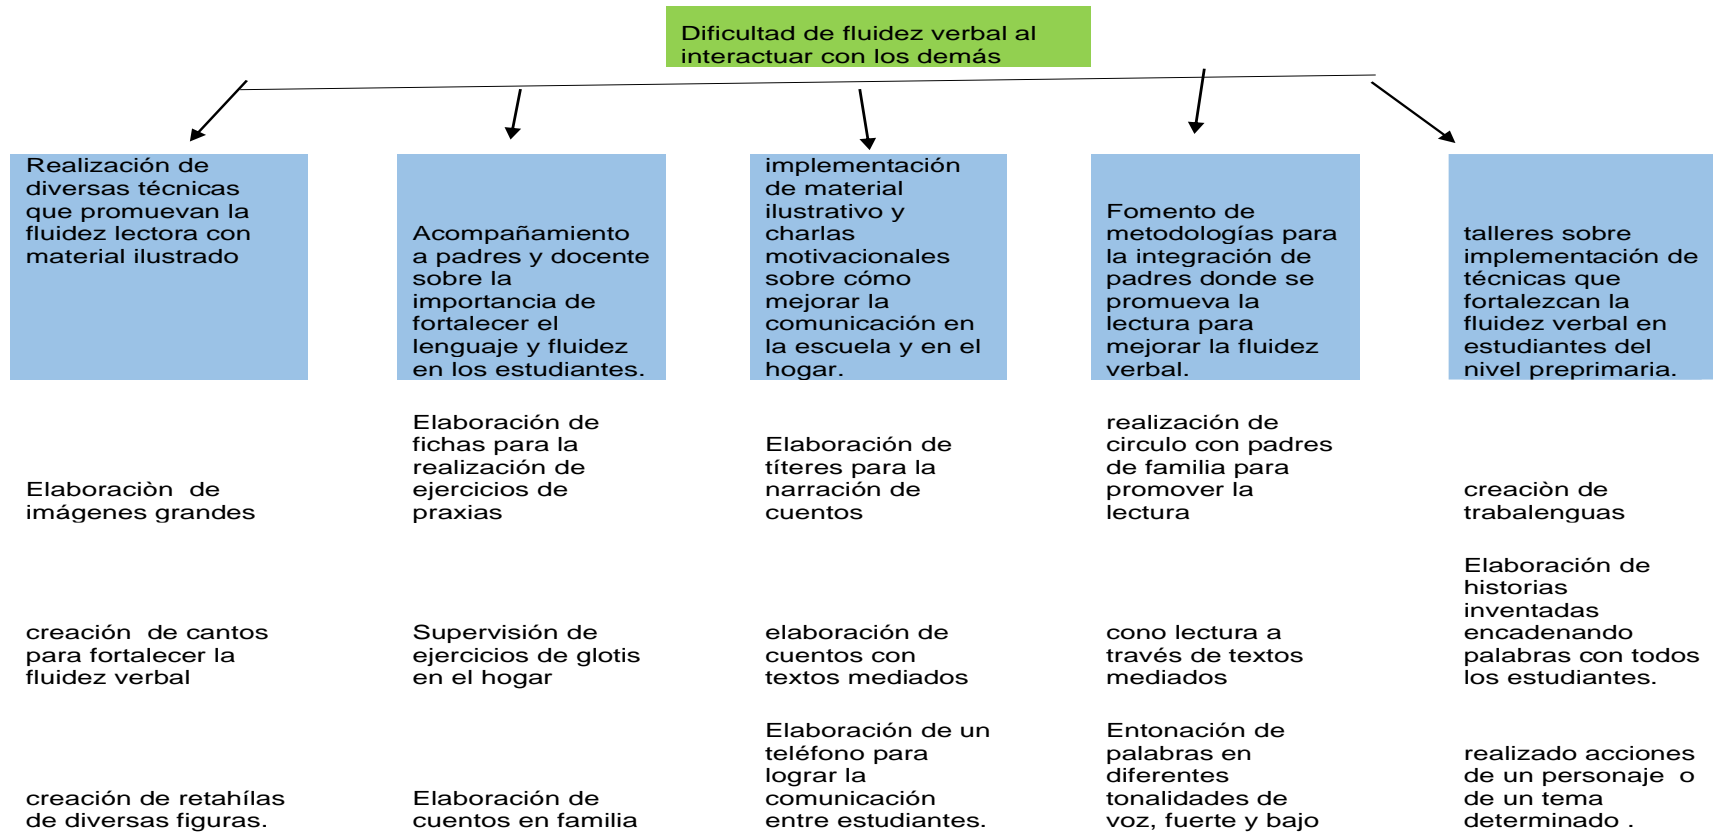 Dificultad de fluidez verbal al
interactuar con los demás
Realización de
diversas técnicas
que promuevan la
fluidez lectora con
material ilustrado
Acompañamiento
a padres y docente
sobre la
importancia de
fortalecer el
lenguaje y fluidez
en los estudiantes.
implementación
de material
ilustrativo y
charlas
motivacionales
sobre cómo
mejorar la
comunicación en
la escuela y en el
hogar.
Fomento de
metodologías para
la integración de
padres donde se
promueva la
lectura para
mejorar la fluidez
verbal.
talleres sobre
implementación de
técnicas que
fortalezcan la
fluidez verbal en
estudiantes del
nivel preprimaria.
Elaboraciòn  de
imágenes grandes
Elaboración de
fichas para la
realización de
ejercicios de
praxias
Elaboración de
títeres para la
narración de
cuentos
realización de
circulo con padres
de familia para
promover la
lectura
creaciòn de
trabalenguas
creación  de cantos
para fortalecer la
fluidez verbal
Supervisión de
ejercicios de glotis
en el hogar
elaboración de
cuentos con
textos mediados
cono lectura a
través de textos
mediados
Elaboración de
historias
inventadas
encadenando
palabras con todos
los estudiantes.
creación de retahílas
de diversas figuras.
Elaboración de
cuentos en familia
Elaboración de un
teléfono para
lograr la
comunicación
entre estudiantes.
Entonación de
palabras en
diferentes
tonalidades de
voz, fuerte y bajo
realizado acciones
de un personaje  o
de un tema
determinado .